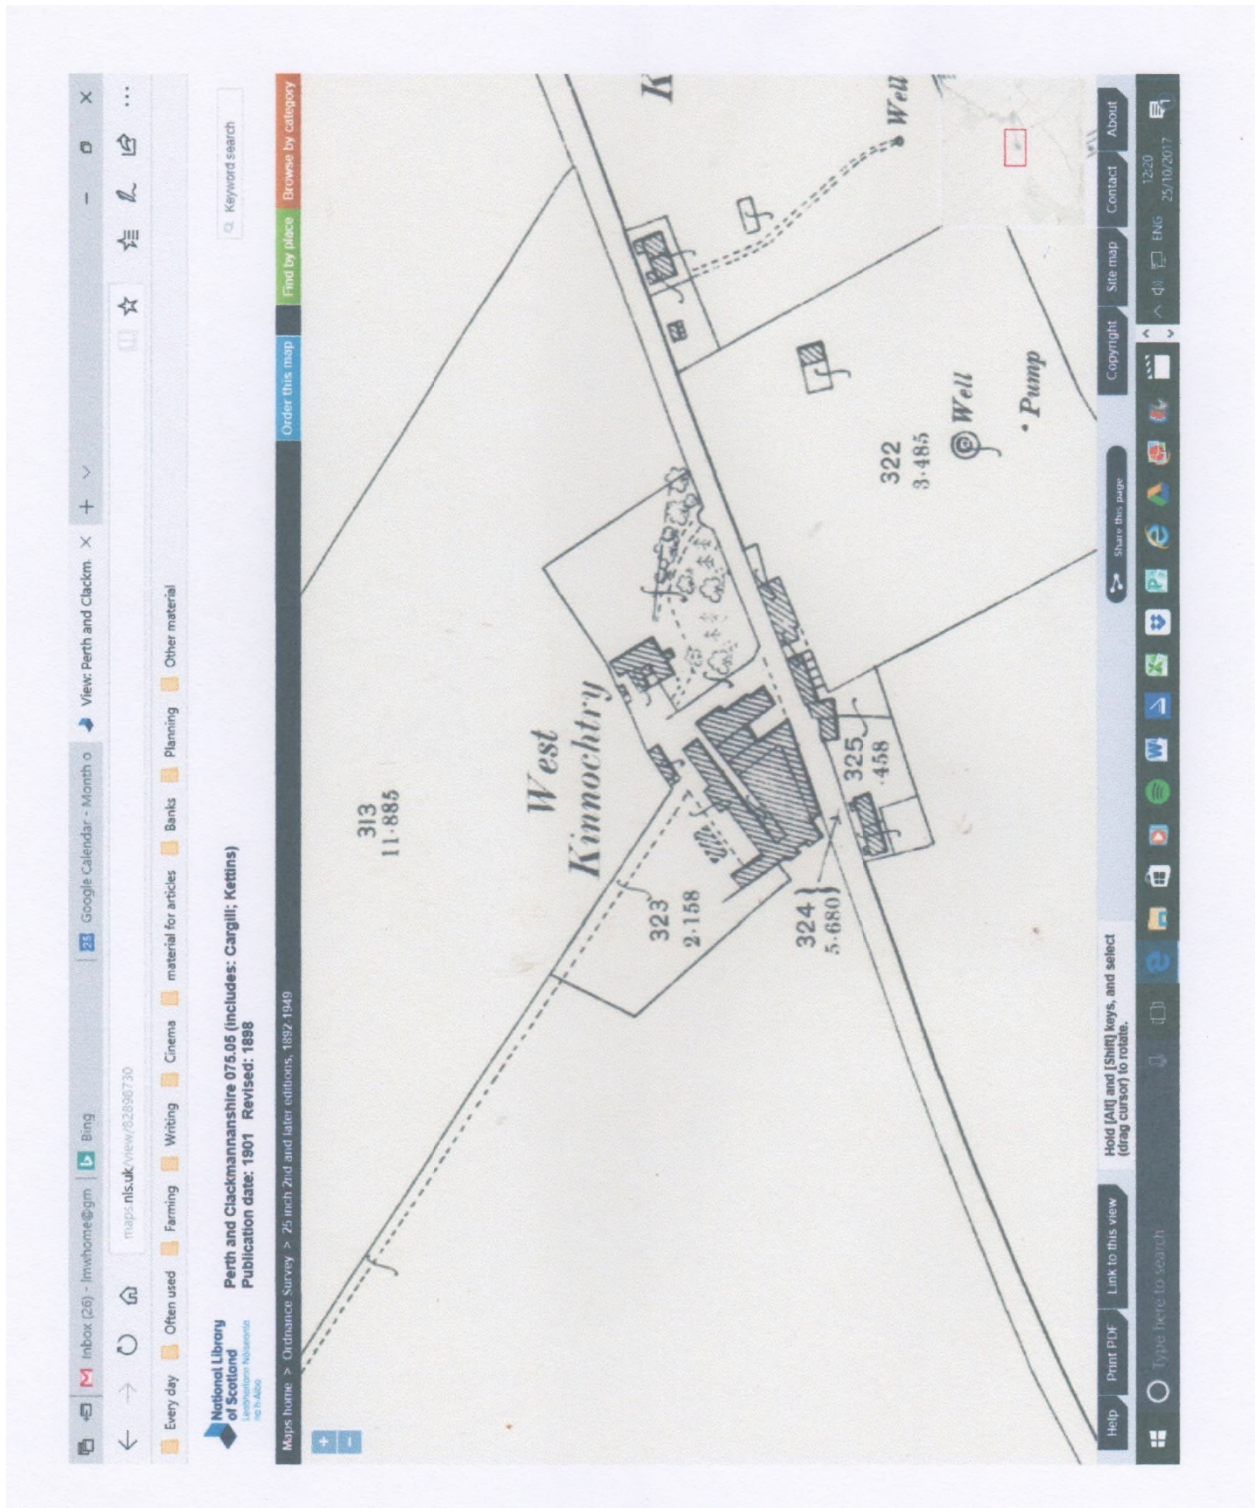 Inbox (26) - lmwhome@gm
Bing
25 Google Calendar - Month o
View: Perth and Clackm
maps.nls.uk/view/82898730
Every day
Often used
Farming
Writing
Cinema
material for articles
Banks
Planning
Other material
National Library
of Scotland
Leabharlann Nàiseanta
na h-Alba
Perth and Clackmannanshire 075.05 (includes: Cargill; Kettins)
Publication date: 1901 Revised: 1898
Keyword search
Maps home > Ordnance Survey > 25 inch 2nd and later editions, 1892-1949
Order this map
Find by place
Browse by category
313
11·885
West
Kinnochtry
K
323
2·158
324
5·680
325
·458
322
3·485
Well
Pump
Well
Help
Print PDF
Link to this view
Hold [Alt] and [Shift] keys, and select
(drag cursor) to rotate.
Share this page
Copyright
Site map
Contact
About
Type here to search
ENG
12:20
25/10/2017